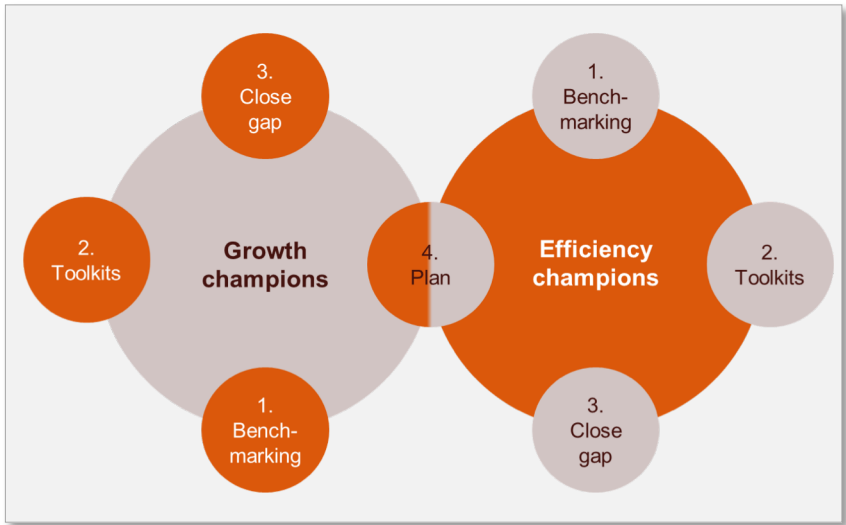 3.
Close
gap
2.
Toolkits
Growth
champions
1.
Bench-
marking
4.
Plan
1.
Bench-
marking
Efficiency
champions
2.
Toolkits
3.
Close
gap